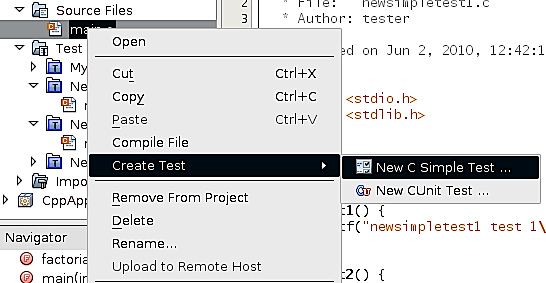 Source Files
main.c
Test
My
Ne
Ne
Ne
Impo
CppApp
Navigator
factoria
main(in
Open
Cut Ctrl+X
Copy Ctrl+C
Paste Ctrl+V
Compile File
Create Test
Remove From Project
Delete
Rename...
Upload to Remote Host
New C Simple Test ...
New CUnit Test ...
2
3
* File: newsimpletest1.c
* Author: tester
ed on Jun 2, 2010, 12:42:1
<stdio.h>
<stdlib.h>
t1() {
tf("newsimpletest1 test 1\
t2() {